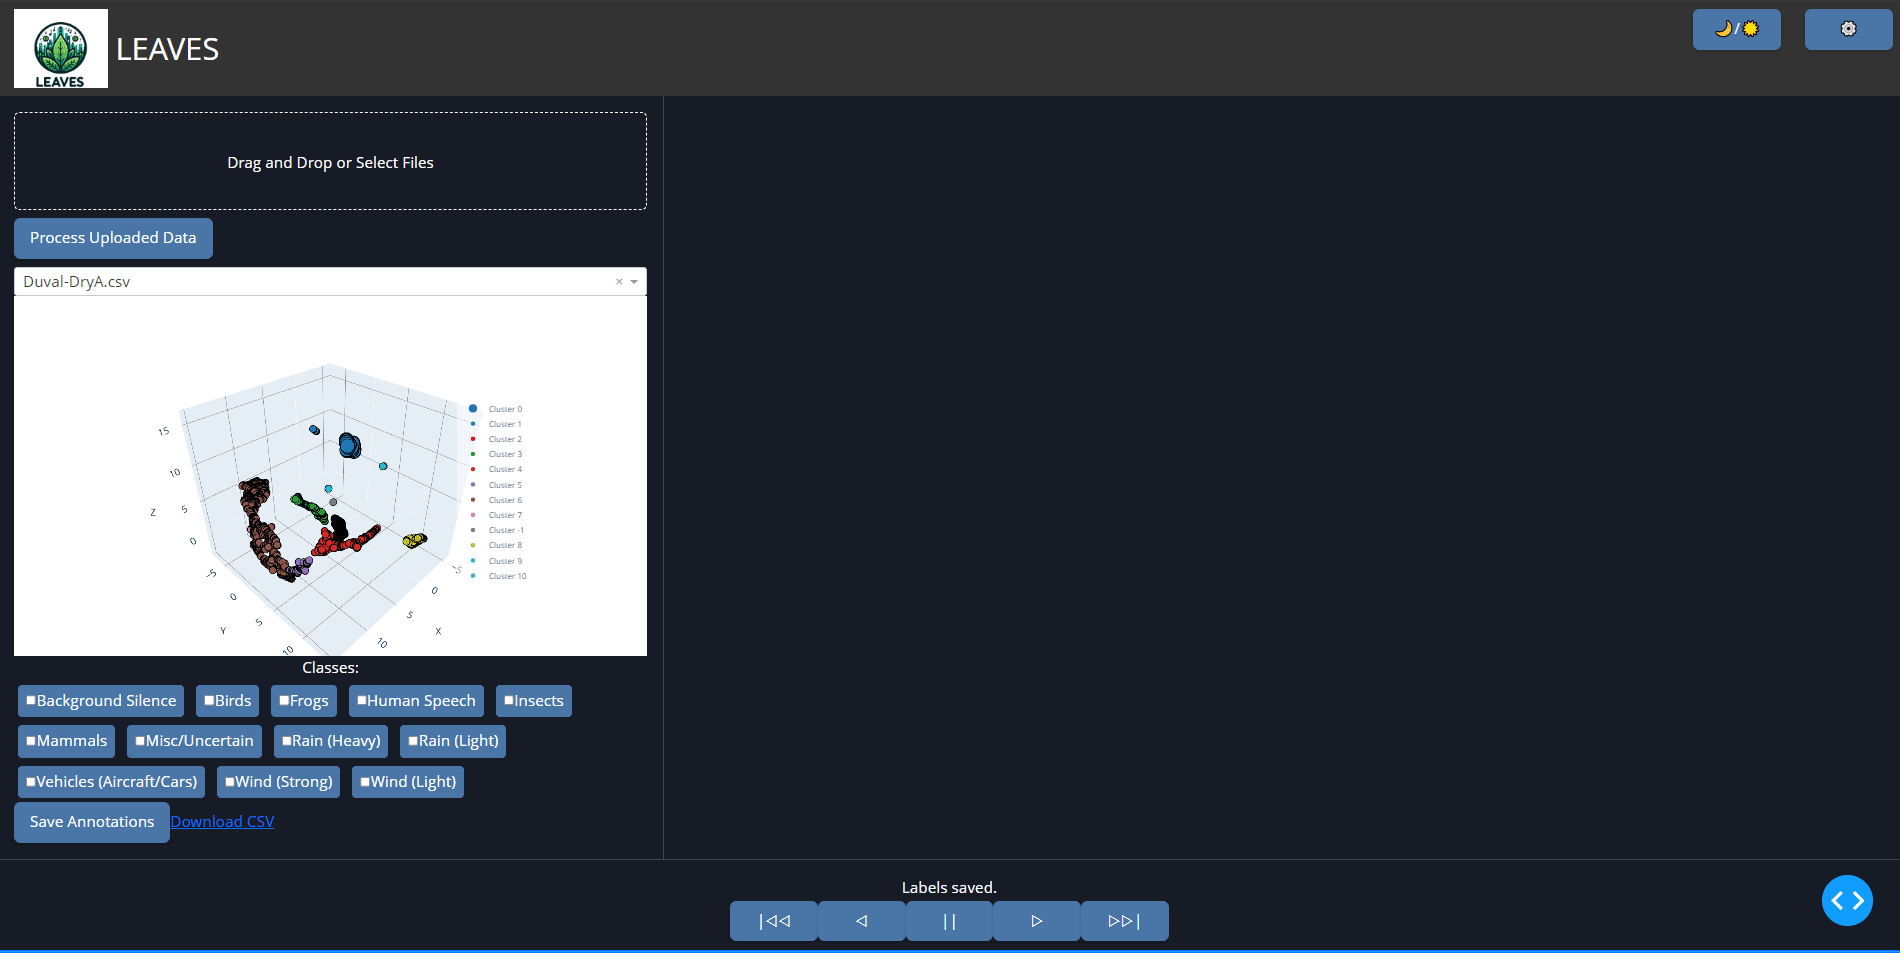 LEAVES
LEAVES
Drag and Drop or Select Files
Process Uploaded Data
Duval-DryA.csv
Cluster 0
Cluster 1
Cluster 2
Cluster 3
Cluster 4
Cluster 5
Cluster 6
Cluster 7
Cluster -1
Cluster 8
Cluster 9
Cluster 10
15
10
5
0
Z
-5
0
5
10
Y
-5
0
5
10
X
Classes:
Background Silence Birds Frogs Human Speech Insects
Mammals Misc/Uncertain Rain (Heavy) Rain (Light)
Vehicles (Aircraft/Cars) Wind (Strong) Wind (Light)
Save Annotations Download CSV
Labels saved.